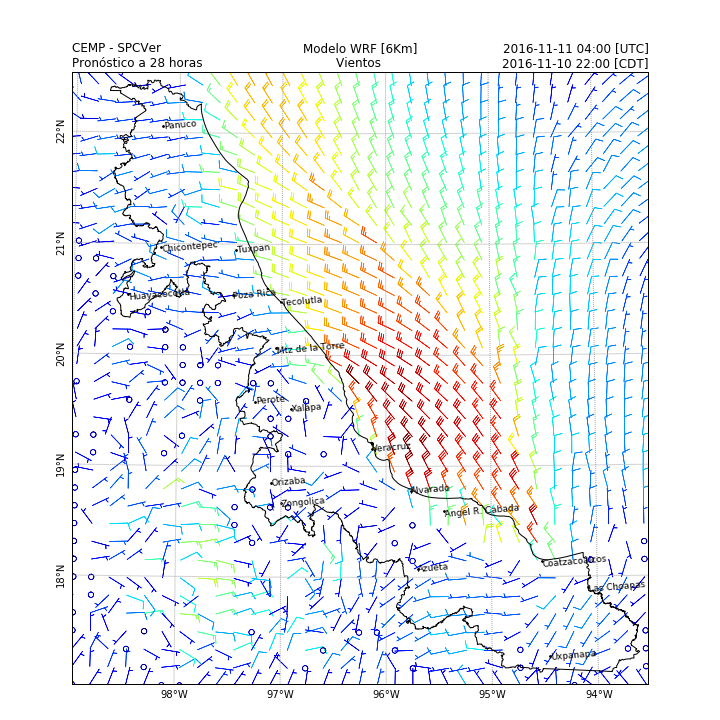 CEMP - SPCVer
Modelo WRF [6Km]
2016-11-11 04:00 [UTC]
Pronóstico a 28 horas
Vientos
2016-11-10 22:00 [CDT]
22°N
Panuco
21°N
Chicontepec
Tuxpan
Huayacocotla
Poza Rica
Tecolutla
20°N
Mtz de la Torre
Perote
Xalapa
19°N
Veracruz
Orizaba
Alvarado
Zongolica
Angel R. Cabada
18°N
Azueta
Coatzacoalcos
Las Choapas
Uxpanapa
98°W
97°W
96°W
95°W
94°W